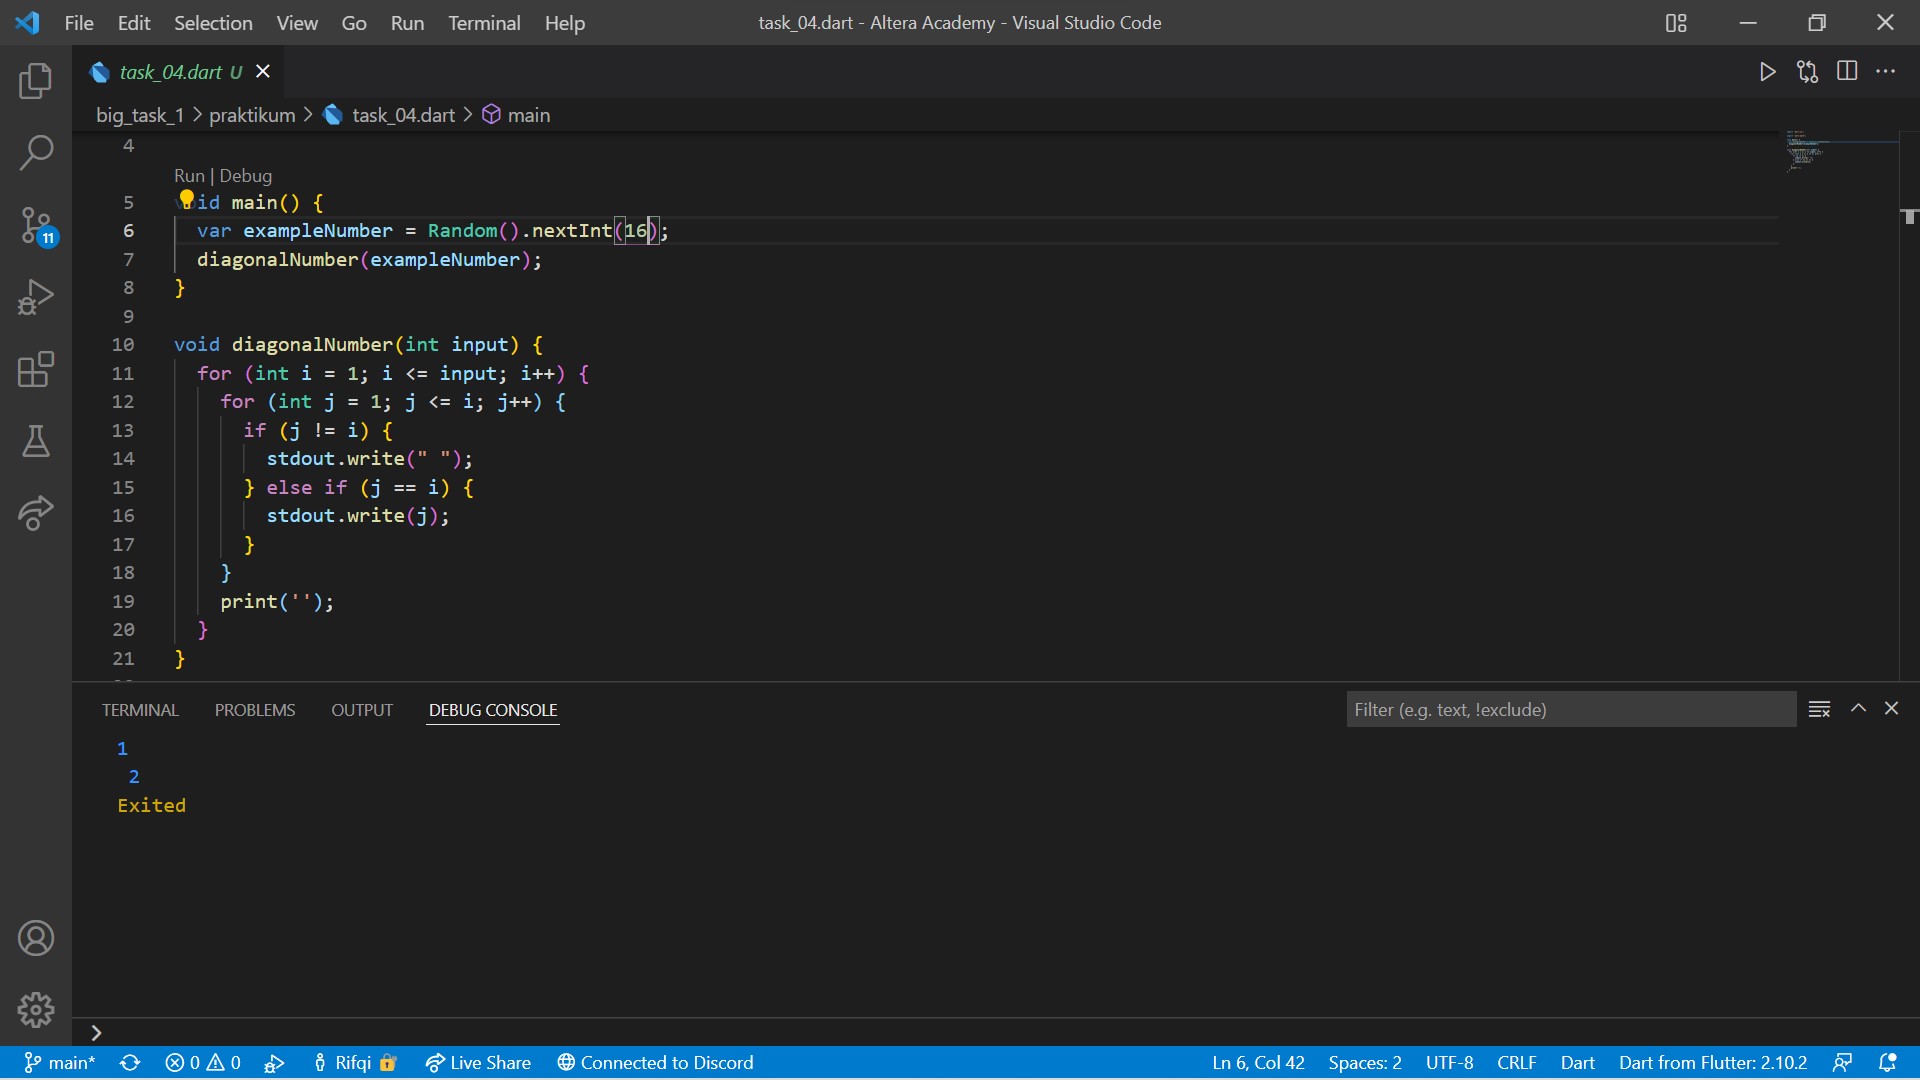 File Edit Selection View Go Run Terminal Help
task_04.dart - Altera Academy - Visual Studio Code
task_04.dart U
big_task_1 > praktikum > task_04.dart > main
4
Run | Debug
5 void main() {
6 var exampleNumber = Random().nextInt(16);
7 diagonalNumber(exampleNumber);
8 }
9
10 void diagonalNumber(int input) {
11 for (int i = 1; i <= input; i++) {
12 for (int j = 1; j <= i; j++) {
13 if (j != i) {
14 stdout.write(" ");
15 } else if (j == i) {
16 stdout.write(j);
17 }
18 }
19 print('');
20 }
21 }
11
TERMINAL PROBLEMS OUTPUT DEBUG CONSOLE
Filter (e.g. text, !exclude)
1
2
Exited
>
main* 0 0 Rifqi Live Share Connected to Discord
Ln 6, Col 42 Spaces: 2 UTF-8 CRLF Dart Dart from Flutter: 2.10.2